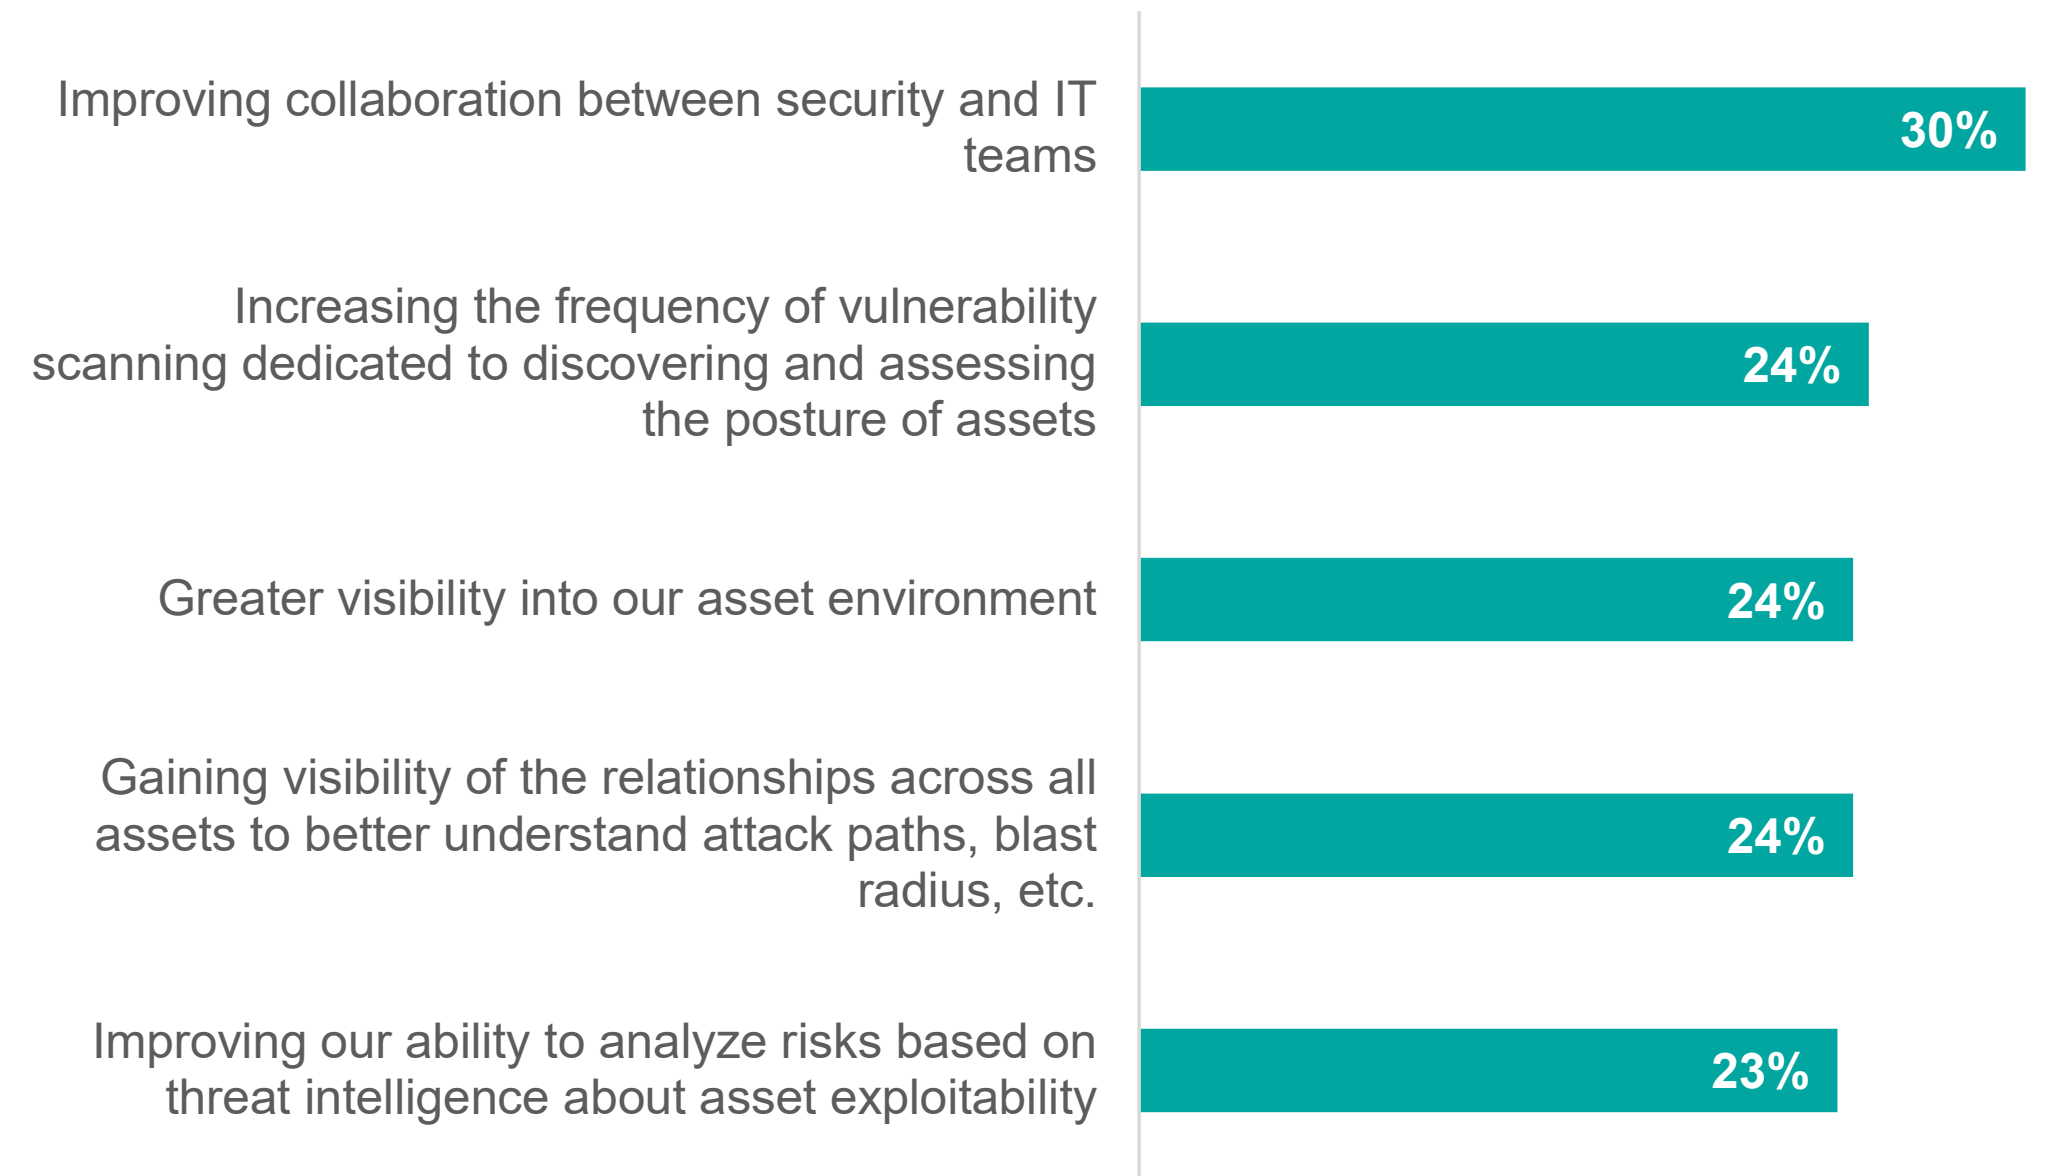 Improving collaboration between security and IT
teams
30%
Increasing the frequency of vulnerability
scanning dedicated to discovering and assessing
the posture of assets
24%
Greater visibility into our asset environment
24%
Gaining visibility of the relationships across all
assets to better understand attack paths, blast
radius, etc.
24%
Improving our ability to analyze risks based on
threat intelligence about asset exploitability
23%